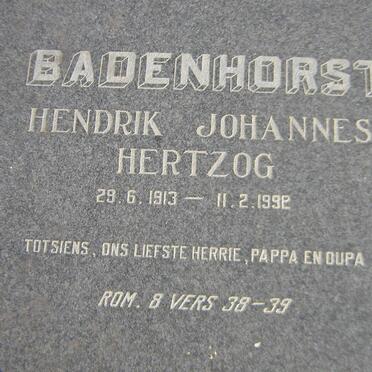 BADENHORST
HENDRIK JOHANNES
HERTZOG
29.6.1913 — 11.2.1992
TOTSIENS, ONS LIEFSTE HERRIE, PAPPA EN OUPA
ROM. 8 VERS 38-39